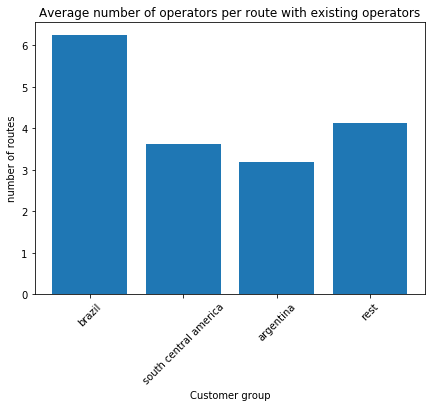 Average number of operators per route with existing operators
number of routes
6
5
4
3
2
1
0
brazil
south central america
argentina
rest
Customer group